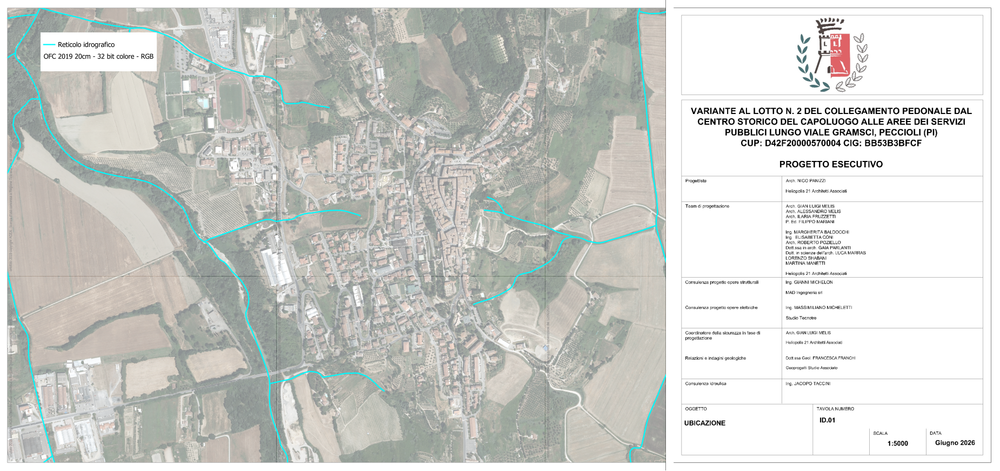 Reticolo idrografico
OFC 2019 20cm - 32 bit colore - RGB
VARIANTE AL LOTTO N. 2 DEL COLLEGAMENTO PEDONALE DAL
CENTRO STORICO DEL CAPOLUOGO ALLE AREE DEI SERVIZI
PUBBLICI LUNGO VIALE GRAMSCI, PECCIOLI (PI)
CUP: D42F20000570004 CIG: BB53B3BFCF
PROGETTO ESECUTIVO
Progettista
Arch. NICO PANIZZI
Heliopolis 21 Architetti Associati
Team di progettazione
Arch. GIAN LUIGI MELIS
Arch. ALESSANDRO MELIS
Arch. ILARIA FRUZZETTI
P. Ed. FILIPPO MARIANI
Ing. MARGHERITA BALDOCCHI
Ing. ELISABETTA CONI
Arch. ROBERTO POZIELLO
Dott.ssa in arch. GAIA PARLANTI
Dott. in scienze dell'arch. LUCA MARRAS
LORENZO SHABANI
MARTINA MANETTI
Heliopolis 21 Architetti Associati
Consulenza progetto opere strutturali
Ing. GIANNI MICHELON
MAD Ingegneria srl
Consulenza progetto opere elettriche
Ing. MASSIMILIANO MICHELETTI
Studio Tecnotre
Coordinatore della sicurezza in fase di
progettazione
Arch. GIAN LUIGI MELIS
Heliopolis 21 Architetti Associati
Relazioni e indagini geologiche
Dott.ssa Geol. FRANCESCA FRANCHI
Geoprogetti Studio Associato
Consulenza idraulica
Ing. JACOPO TACCINI
OGGETTO
UBICAZIONE
TAVOLA NUMERO
ID.01
SCALA
1:5000
DATA
Giugno 2026